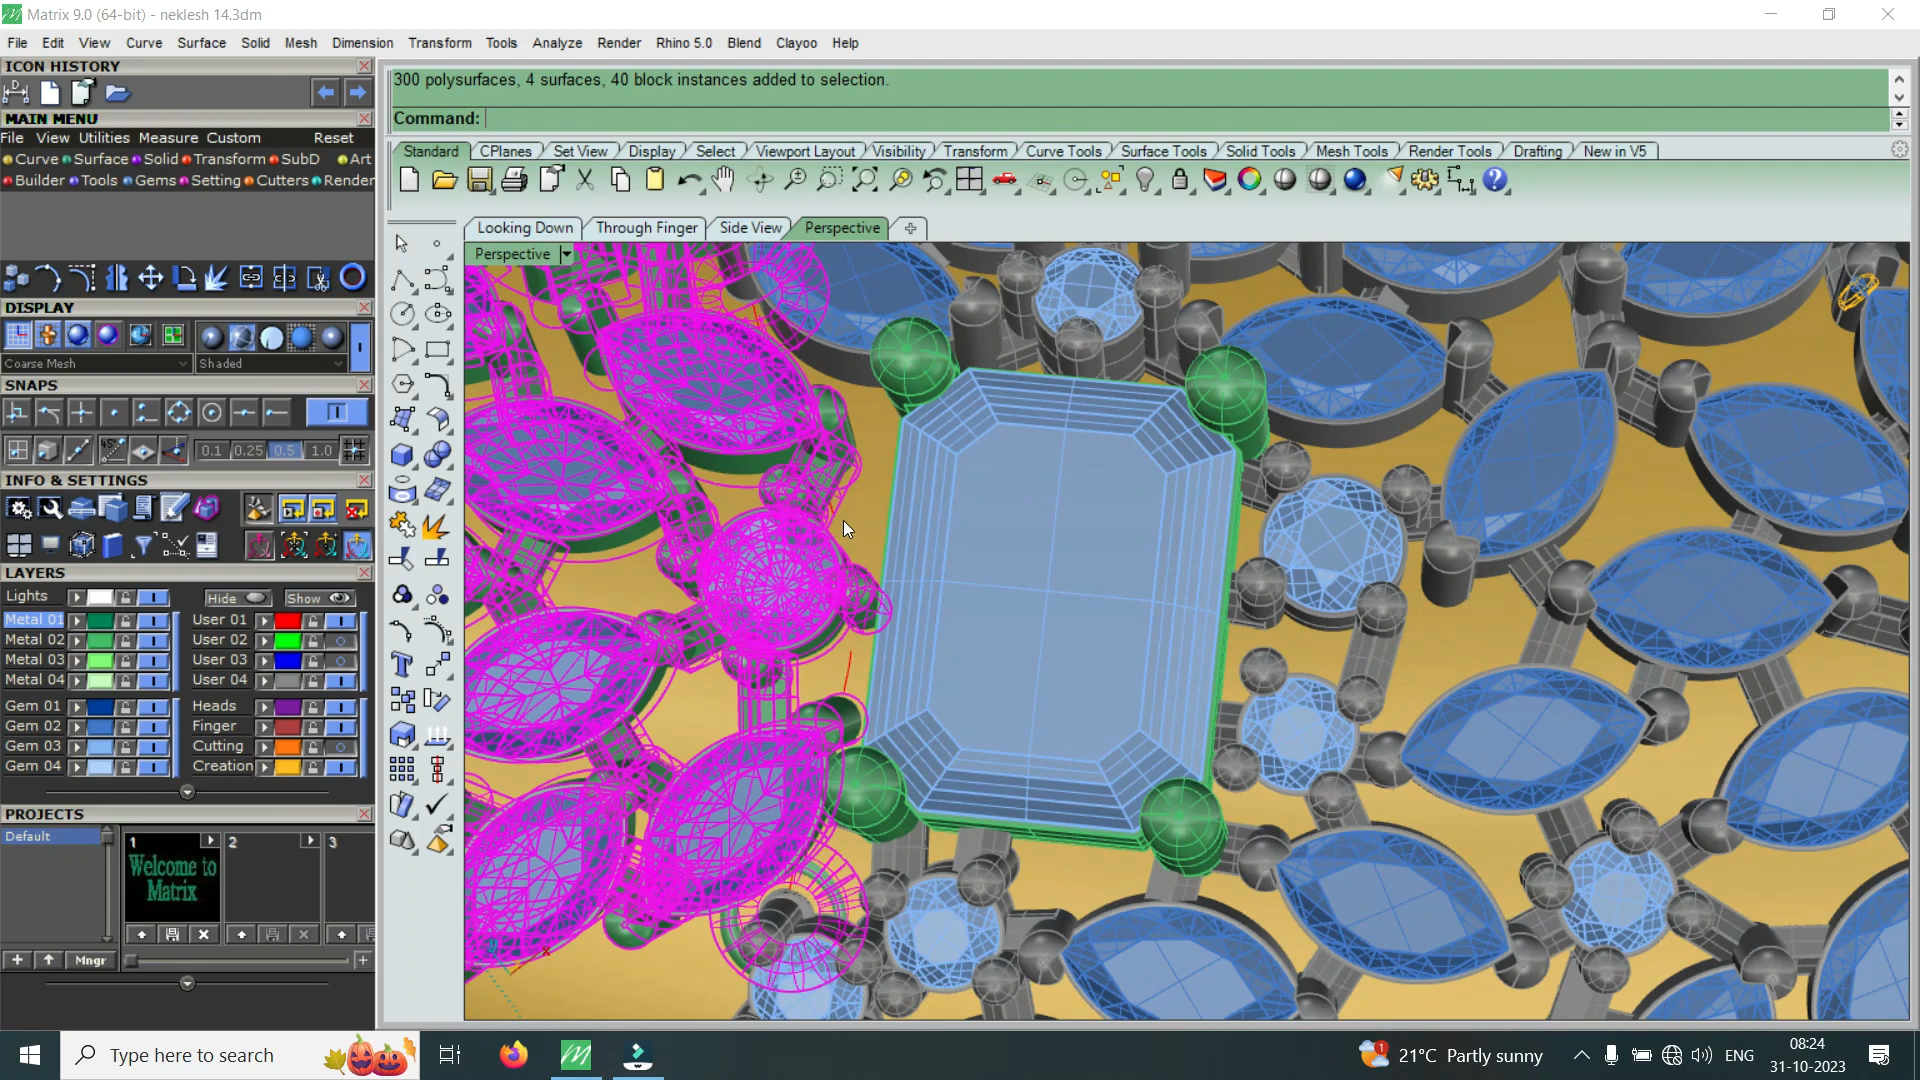 Matrix 9.0 (64-bit) - neklesh 14.3dm
File Edit View Curve Surface Solid Mesh Dimension Transform Tools Analyze Render Rhino 5.0 Blend Clayoo Help
ICON HISTORY
MAIN MENU
File View Utilities Measure Custom Reset
Curve Surface Solid Transform SubD Art
Builder Tools Gems Setting Cutters Render
300 polysurfaces, 4 surfaces, 40 block instances added to selection.
Command:
Standard CPlanes Set View Display Select Viewport Layout Visibility Transform Curve Tools Surface Tools Solid Tools Mesh Tools Render Tools Drafting New in V5
Looking Down Through Finger Side View Perspective
Perspective
DISPLAY
Coarse Mesh Shaded
SNAPS
0.1 0.25 0.5 1.0
INFO & SETTINGS
LAYERS
Lights Hide Show
Metal 01 User 01
Metal 02 User 02
Metal 03 User 03
Metal 04 User 04
Gem 01 Heads
Gem 02 Finger
Gem 03 Cutting
Gem 04 Creation
PROJECTS
Default 1 2 3
Welcome to
Matrix
Mngr
x
Type here to search
1
21°C Partly sunny
ENG
08:24
31-10-2023